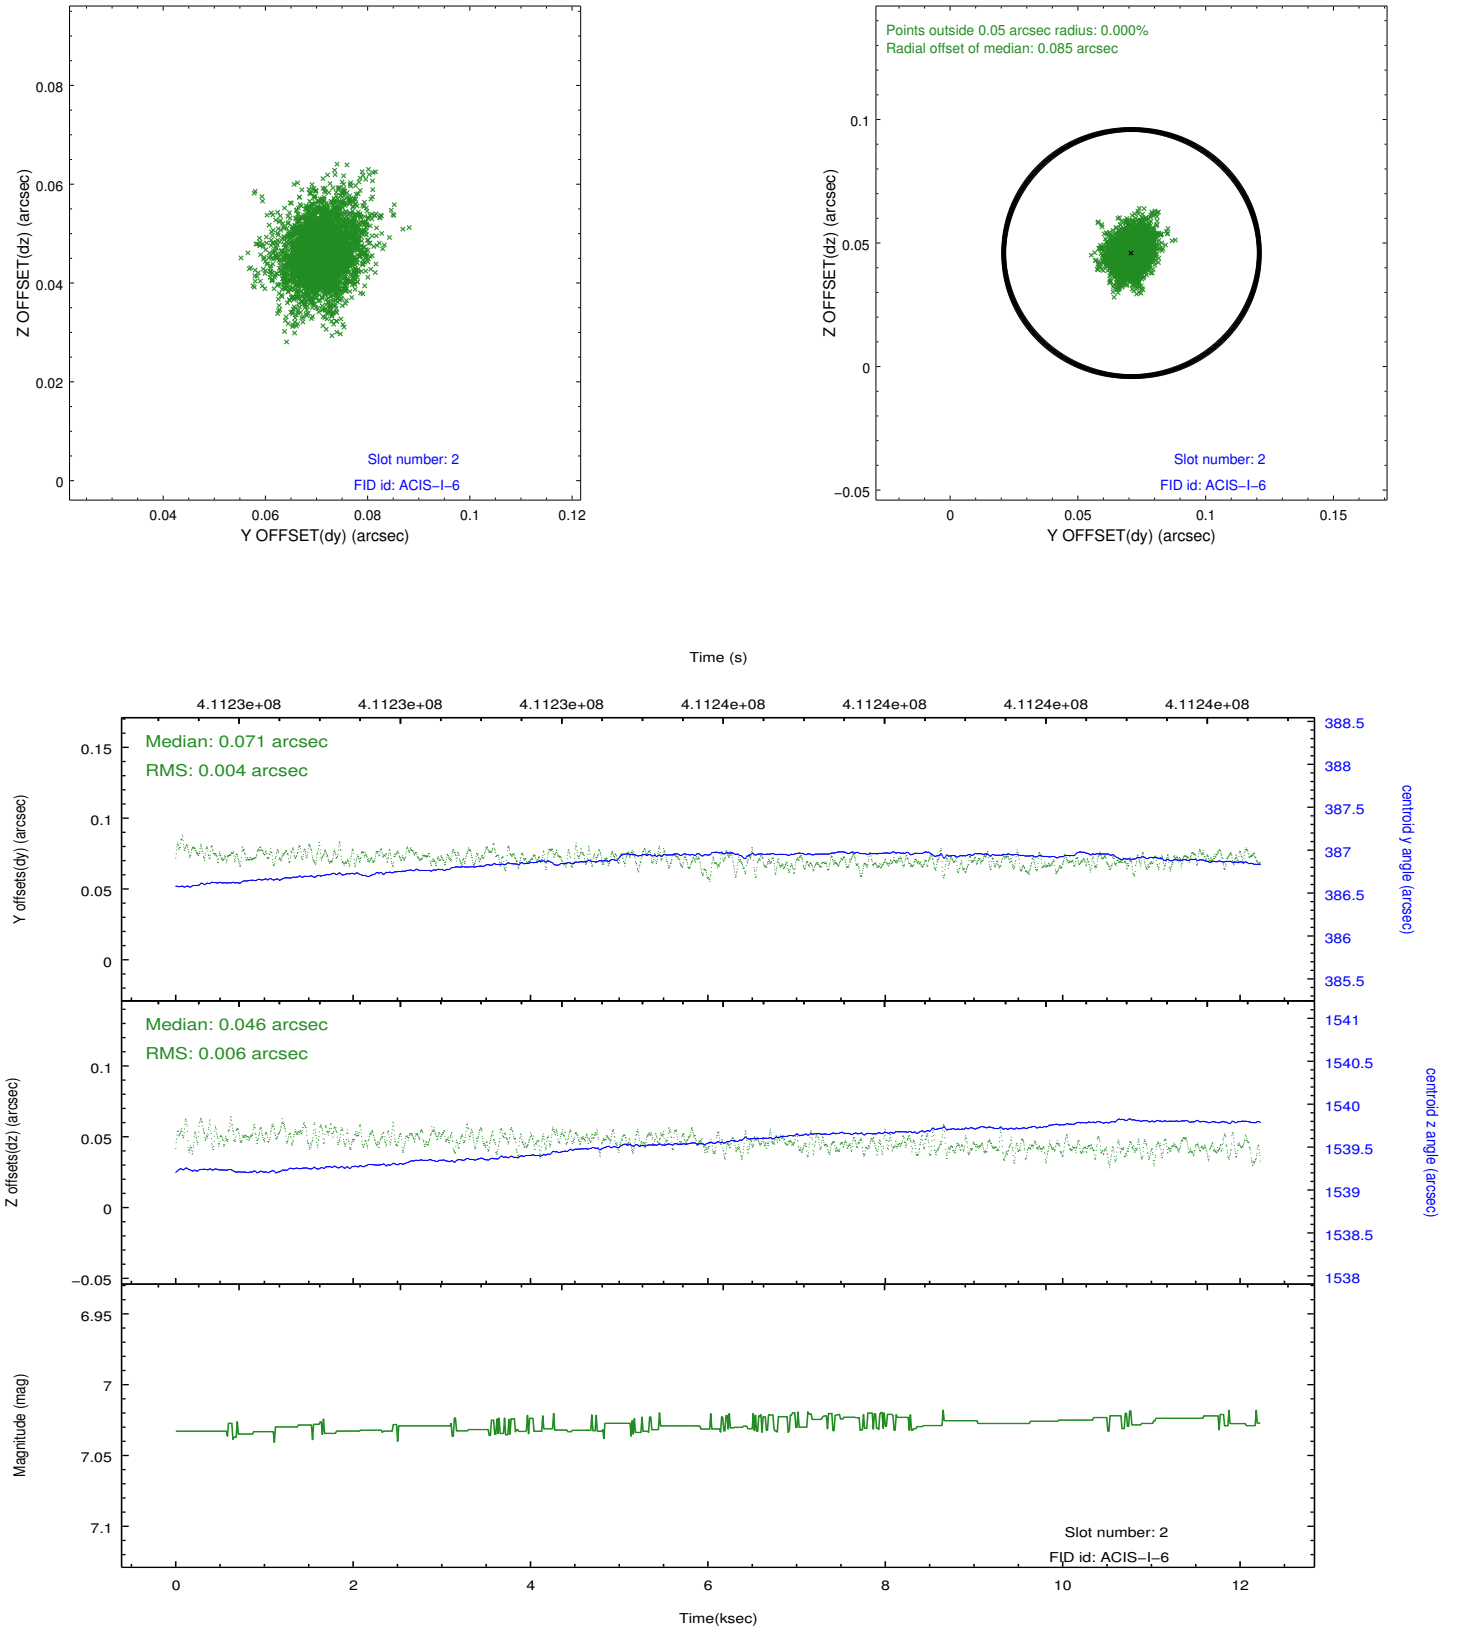 0.08
0.06
0.04
0.02
0
Z OFFSET(dz) (arcsec)
Slot number: 2
FID id: ACIS−I−6
0.04 0.06 0.08 0.1 0.12
Y OFFSET(dy) (arcsec)
Points outside 0.05 arcsec radius: 0.000%
Radial offset of median: 0.085 arcsec
0.1
0.05
0
−0.05
Z OFFSET(dz) (arcsec)
Slot number: 2
FID id: ACIS−I−6
0 0.05 0.1 0.15
Y OFFSET(dy) (arcsec)
Time (s)
4.1123e+08 4.1123e+08 4.1123e+08 4.1124e+08 4.1124e+08 4.1124e+08 4.1124e+08
Median: 0.071 arcsec
RMS: 0.004 arcsec
0.15
0.1
0.05
0
Y offsets(dy) (arcsec)
388.5
388
387.5
387
386.5
386
385.5
centroid y angle (arcsec)
Median: 0.046 arcsec
RMS: 0.006 arcsec
0.1
0.05
0
−0.05
Z offsets(dz) (arcsec)
1541
1540.5
1540
1539.5
1539
1538.5
1538
centroid z angle (arcsec)
6.95
7
7.05
7.1
Magnitude (mag)
Slot number: 2
FID id: ACIS−I−6
0 2 4 6 8 10 12
Time(ksec)